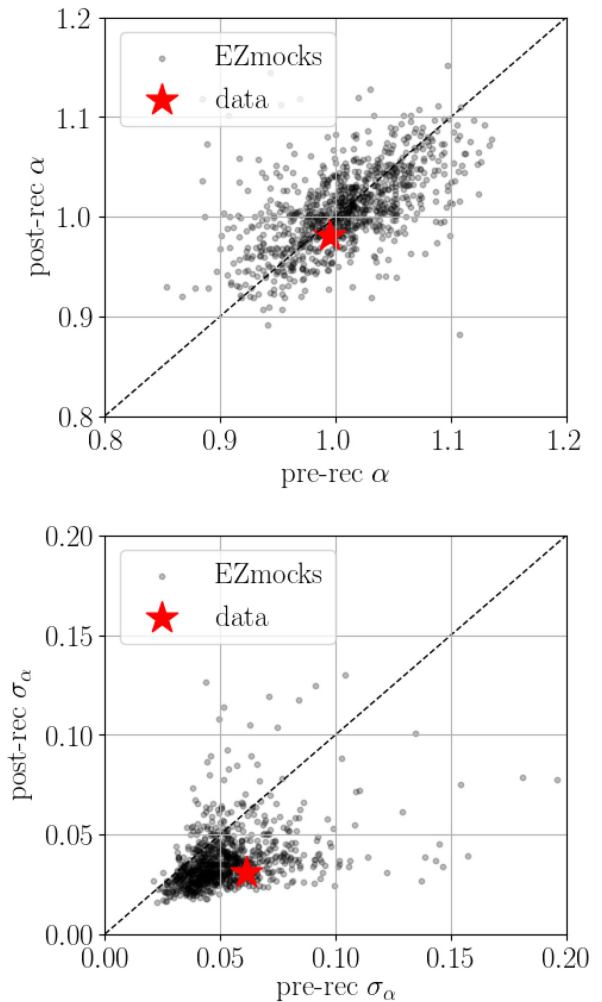 1.2
EZmocks
data
1.1
post-rec α
1.0
0.9
0.8
0.8 0.9 1.0 1.1 1.2
pre-rec α
0.20
EZmocks
data
0.15
post-rec σα
0.10
0.05
0.00
0.00 0.05 0.10 0.15 0.20
pre-rec σα